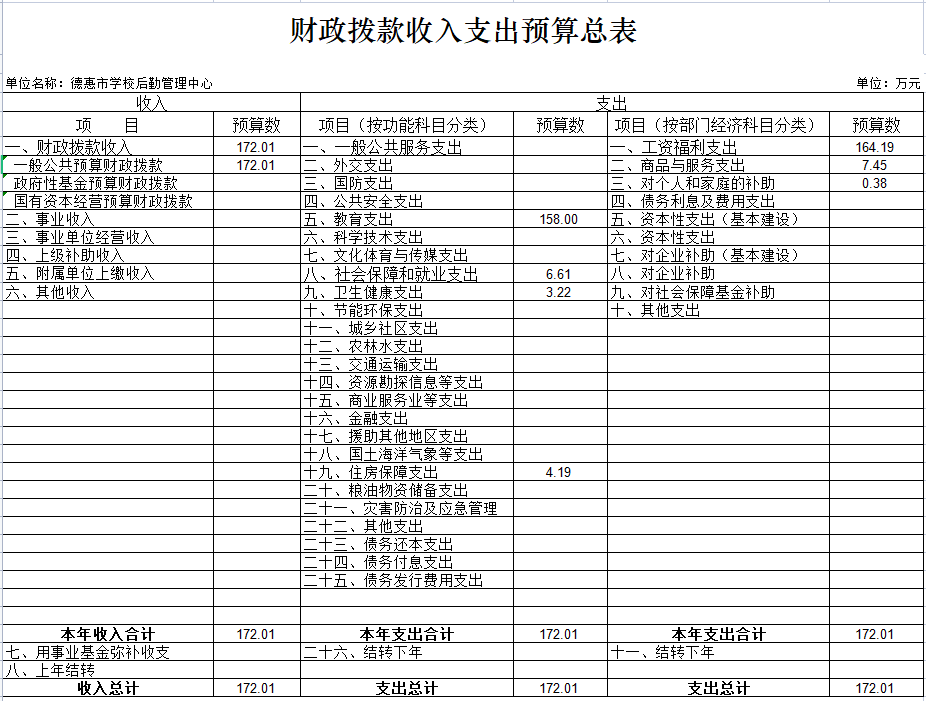 财政拨款收入支出预算总表
单位名称：德惠市学校后勤管理中心 单位：万元
收入 支出
项 目 预算数 项目（按功能科目分类） 预算数 项目（按部门经济科目分类） 预算数
一、财政拨款收入 172.01 一、一般公共服务支出 一、工资福利支出 164.19
一般公共预算财政拨款 172.01 二、外交支出 二、商品与服务支出 7.45
政府性基金预算财政拨款 三、国防支出 三、对个人和家庭的补助 0.38
国有资本经营预算财政拨款 四、公共安全支出 四、债务利息及费用支出
二、事业收入 五、教育支出 158.00 五、资本性支出（基本建设）
三、事业单位经营收入 六、科学技术支出 六、资本性支出
四、上级补助收入 七、文化体育与传媒支出 七、对企业补助（基本建设）
五、附属单位上缴收入 八、社会保障和就业支出 6.61 八、对企业补助
六、其他收入 九、卫生健康支出 3.22 九、对社会保障基金补助
十、节能环保支出 十、其他支出
十一、城乡社区支出
十二、农林水支出
十三、交通运输支出
十四、资源勘探信息等支出
十五、商业服务业等支出
十六、金融支出
十七、援助其他地区支出
十八、国土海洋气象等支出
十九、住房保障支出 4.19
二十、粮油物资储备支出
二十一、灾害防治及应急管理
二十二、其他支出
二十三、债务还本支出
二十四、债务付息支出
二十五、债务发行费用支出
本年收入合计 172.01 本年支出合计 172.01 本年支出合计 172.01
七、用事业基金弥补收支 二十六、结转下年 十一、结转下年
八、上年结转
收入总计 172.01 支出总计 172.01 支出总计 172.01